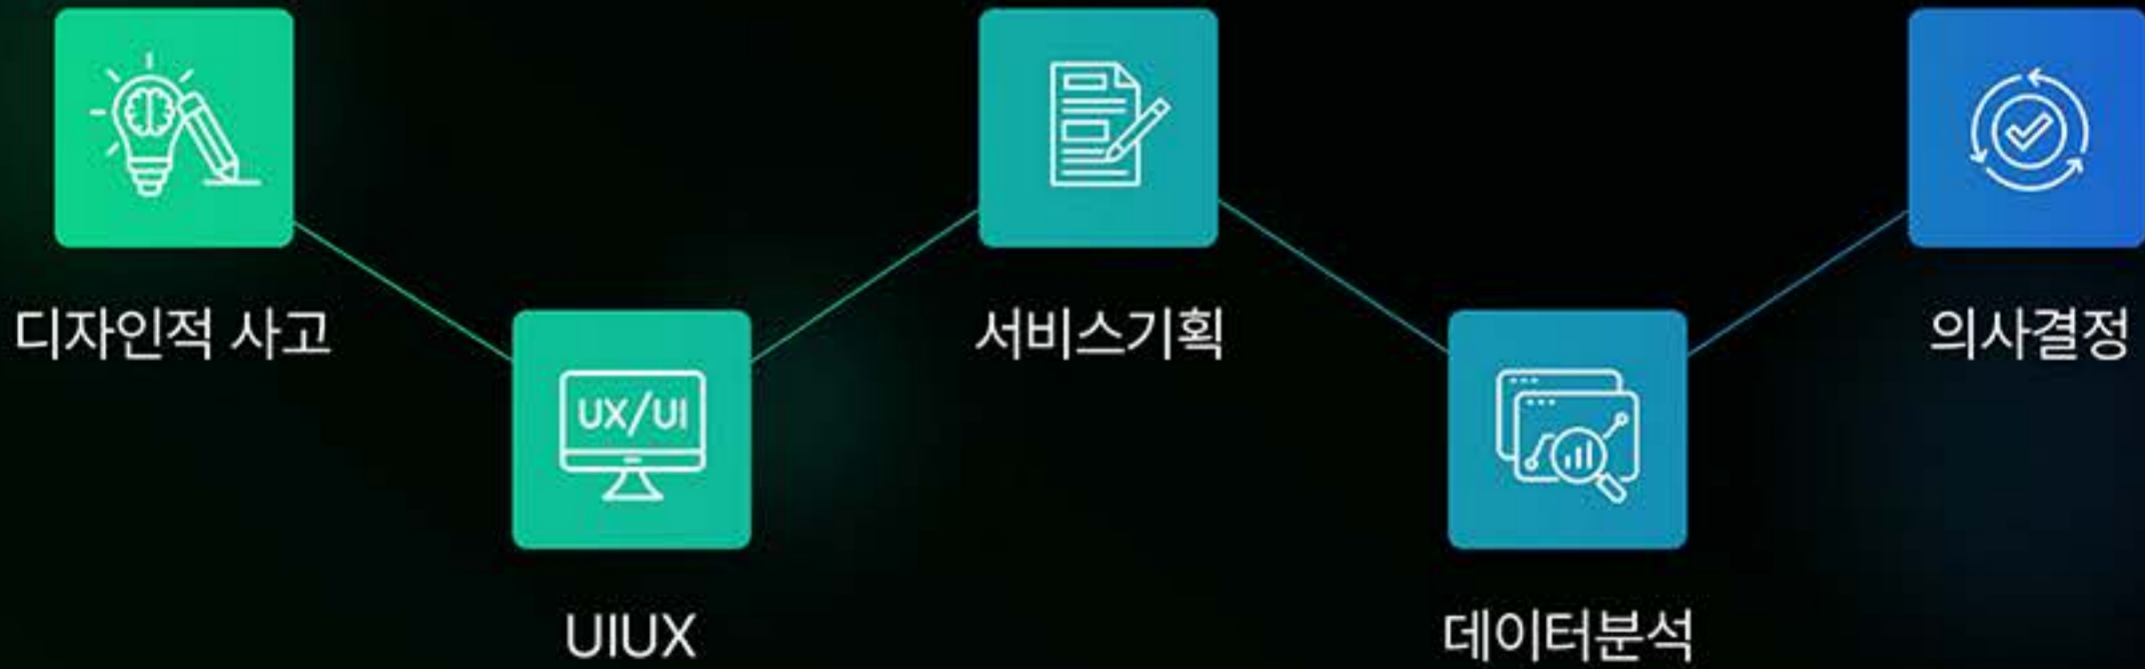 디자인적 사고
UX/UI
UIUX
서비스기획
데이터분석
의사결정